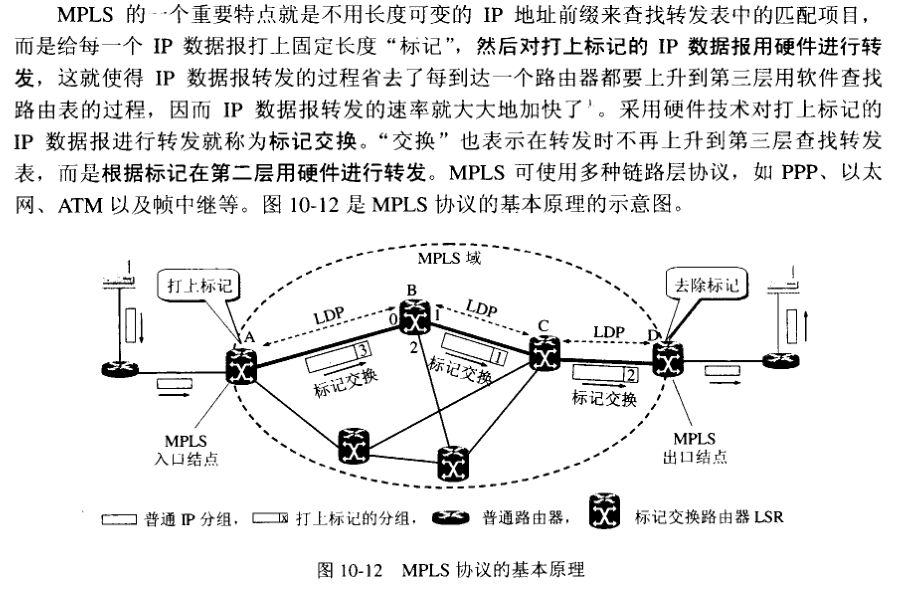 MPLS 的一个重要特点就是不用长度可变的 IP 地址前缀来查找转发表中的匹配项目，
而是给每一个 IP 数据报打上固定长度“标记”，然后对打上标记的 IP 数据报用硬件进行转
发，这就使得 IP 数据报转发的过程省去了每到达一个路由器都要上升到第三层用软件查找
路由表的过程，因而 IP 数据报转发的速率就大大地加快了¹。采用硬件技术对打上标记的
IP 数据报进行转发就称为标记交换。“交换”也表示在转发时不再上升到第三层查找转发
表，而是根据标记在第二层用硬件进行转发。MPLS 可使用多种链路层协议，如 PPP、以太
网、ATM 以及帧中继等。图 10-12 是 MPLS 协议的基本原理的示意图。
MPLS 域
打上标记
去除标记
B
LDP
0
1
LDP
A
C
LDP
D
2
3
1
2
标记交换
标记交换
标记交换
MPLS
入口结点
MPLS
出口结点
普通 IP 分组，
x 打上标记的分组，
普通路由器，
标记交换路由器 LSR
图 10-12 MPLS 协议的基本原理